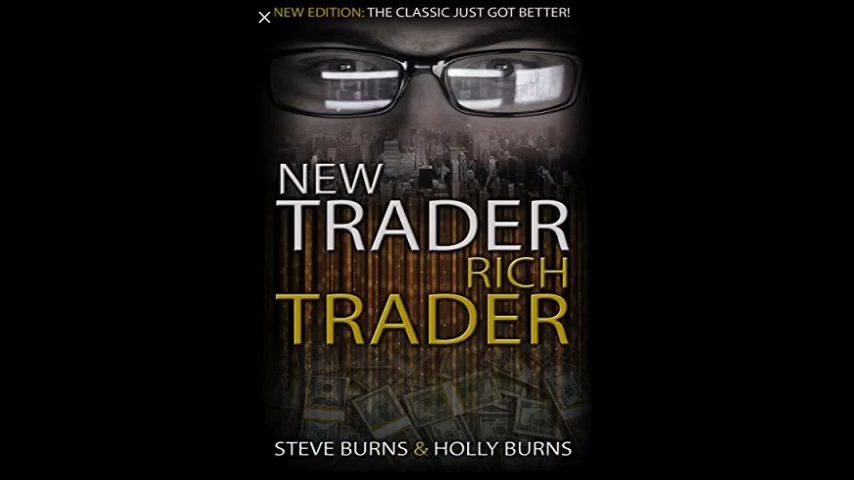 NEW EDITION: THE CLASSIC JUST GOT BETTER!
NEW
TRADER
RICH
TRADER
STEVE BURNS & HOLLY BURNS